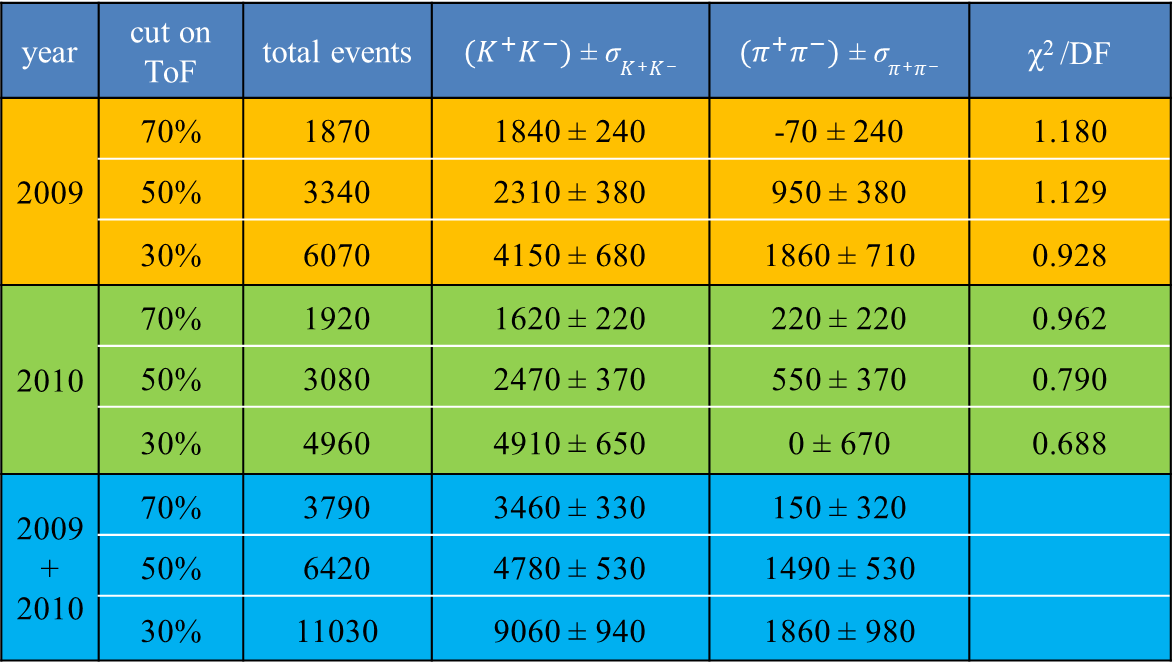 year cut on ToF total events (K⁺K⁻) ± σ_K⁺K⁻ (π⁺π⁻) ± σ_π⁺π⁻ χ² /DF
2009 70% 1870 1840 ± 240 -70 ± 240 1.180
50% 3340 2310 ± 380 950 ± 380 1.129
30% 6070 4150 ± 680 1860 ± 710 0.928
2010 70% 1920 1620 ± 220 220 ± 220 0.962
50% 3080 2470 ± 370 550 ± 370 0.790
30% 4960 4910 ± 650 0 ± 670 0.688
2009 + 2010 70% 3790 3460 ± 330 150 ± 320
50% 6420 4780 ± 530 1490 ± 530
30% 11030 9060 ± 940 1860 ± 980